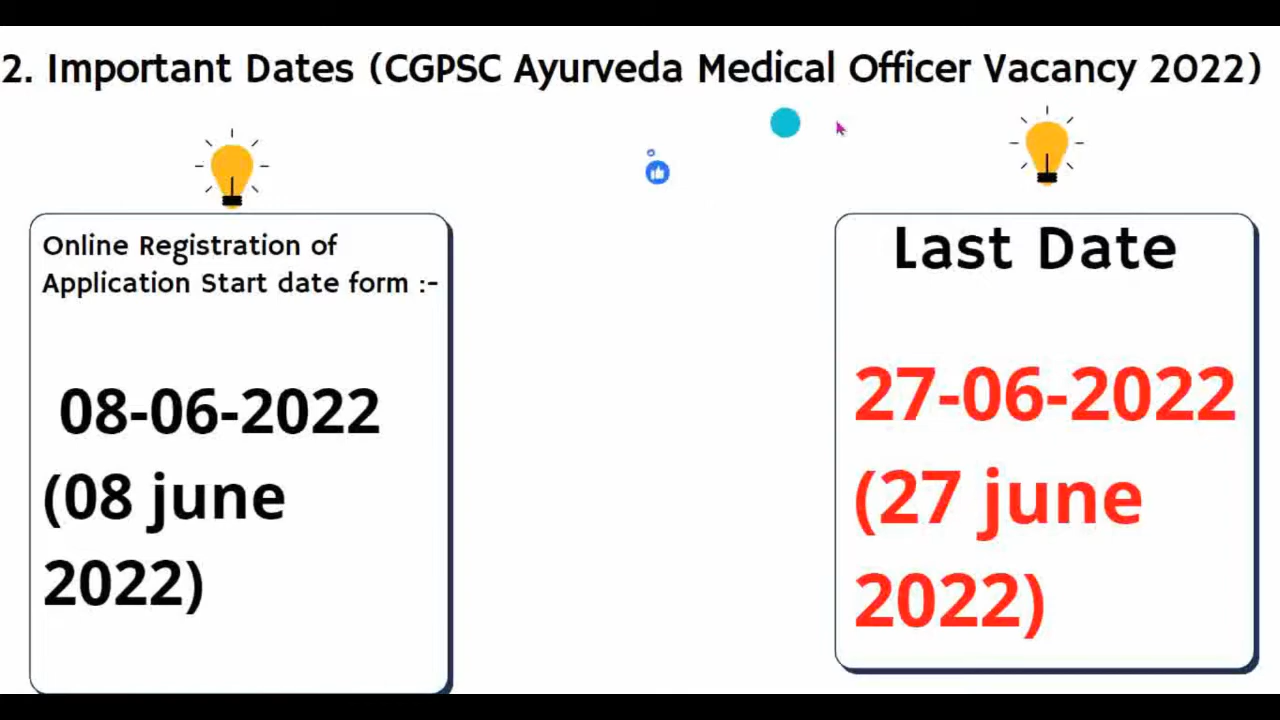 2. Important Dates (CGPSC Ayurveda Medical Officer Vacancy 2022)
Online Registration of
Application Start date form :-
08-06-2022
(08 june
2022)
Last Date
27-06-2022
(27 june
2022)